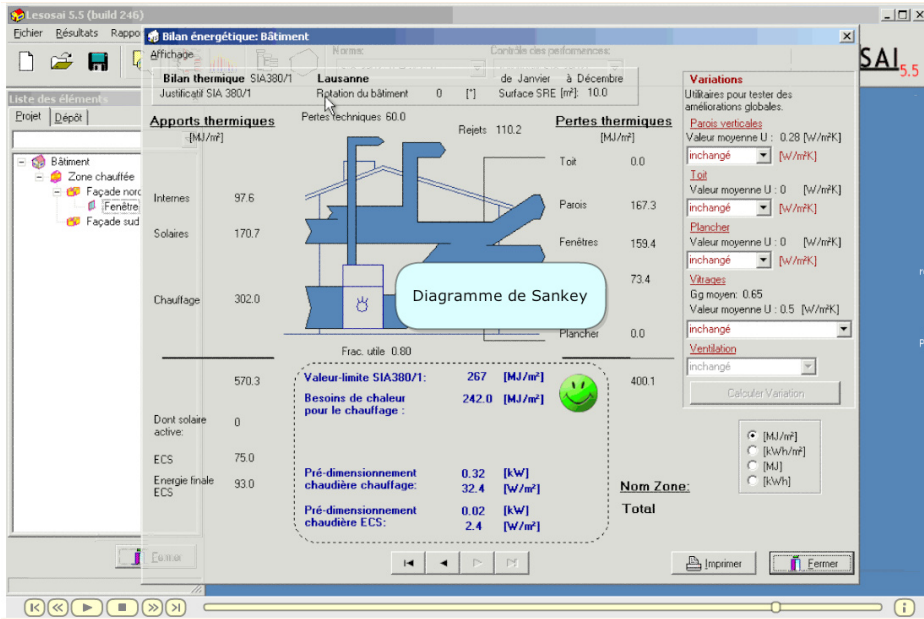 Lesosai 5.5 (build 246)
Fichier Résultats Rappo
Bilan énergétique: Bâtiment
Affichage
Norme:
Contrôle des performances:
SAI 5.5
Bilan thermique SIA380/1 Lausanne de Janvier à Décembre
Justificatif SIA 380/1 Rotation du bâtiment 0 [°] Surface SRE [m²]: 10.0
Liste des éléments
Projet Dépôt
Bâtiment
Zone chauffée
Façade nord
Fenêtre
Façade sud
Fermer
Apports thermiques
[MJ/m²]
Pertes techniques 60.0
Rejets 110.2
Pertes thermiques
[MJ/m²]
Internes 97.6
Solaires 170.7
Chauffage 302.0
Toit 0.0
Parois 167.3
Fenêtres 159.4
73.4
Plancher 0.0
Diagramme de Sankey
Frac. utile 0.80
570.3
400.1
Dont solaire
active: 0
ECS 75.0
Energie finale
ECS 93.0
Valeur-limite SIA380/1: 267 [MJ/m²]
Besoins de chaleur
pour le chauffage : 242.0 [MJ/m²]
Pré-dimensionnement 0.32 [kW]
chaudière chauffage: 32.4 [W/m²]
Pré-dimensionnement 0.02 [kW]
chaudière ECS: 2.4 [W/m²]
Nom Zone:
Total
Variations
Utilitaires pour tester des
améliorations globales.
Parois verticales
Valeur moyenne U : 0.28 [W/m²K]
inchangé [W/m²K]
Toit
Valeur moyenne U : 0 [W/m²K]
inchangé [W/m²K]
Plancher
Valeur moyenne U : 0 [W/m²K]
inchangé [W/m²K]
Vitrages
Gg moyen: 0.65
Valeur moyenne U : 0.5 [W/m²K]
inchangé
Ventilation
inchangé
Calculer Variation
[MJ/m²]
[kWh/m²]
[MJ]
[kWh]
Imprimer
Fermer